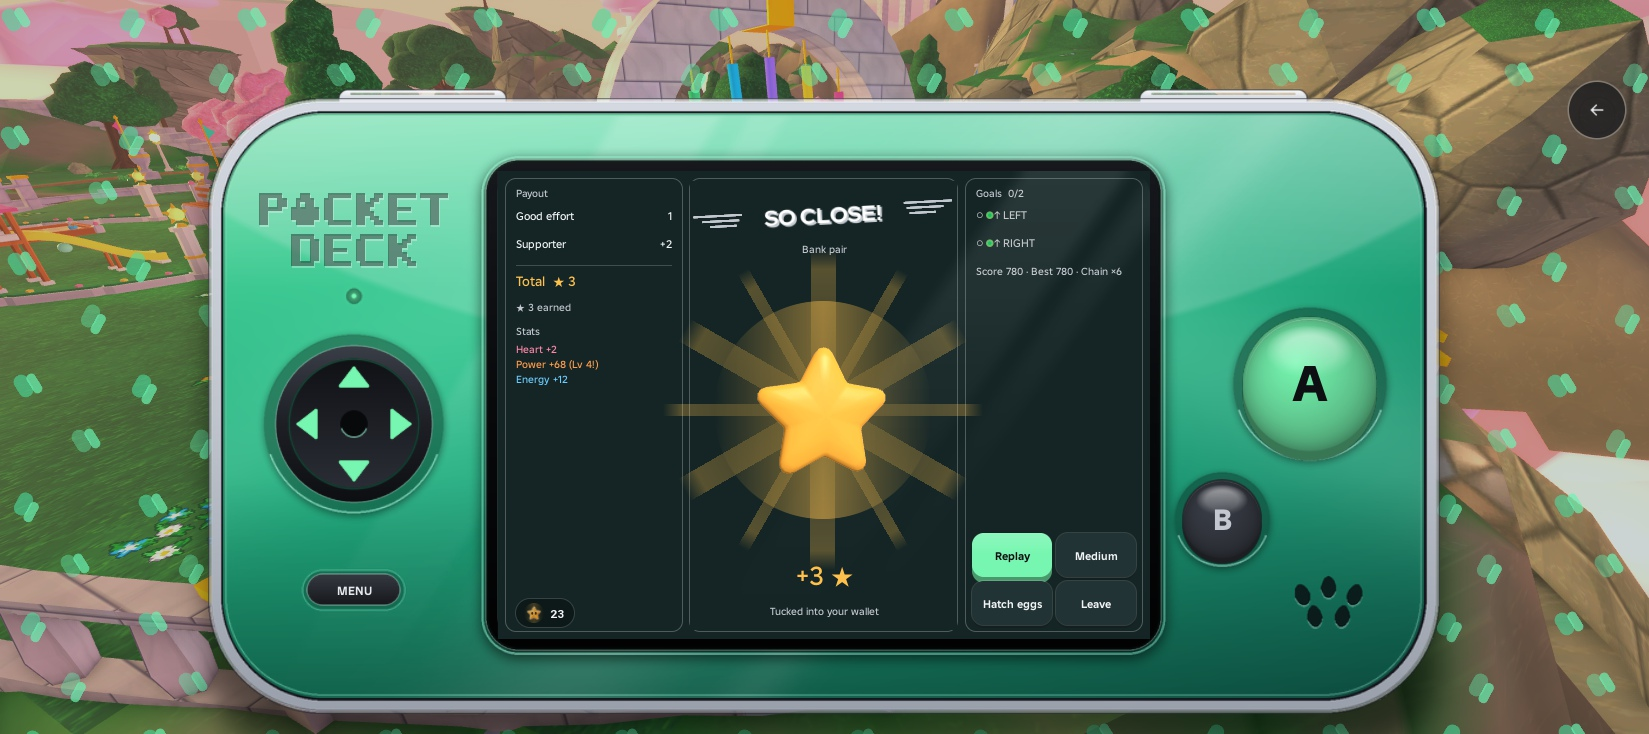 PACKET
DECK
MENU
Payout
Good effort 1
Supporter +2
Total ★ 3
★ 3 earned
Stats
Heart +2
Power +68 (Lv 4!)
Energy +12
23
SO CLOSE!
Bank pair
+3 ★
Tucked into your wallet
Goals 0/2
○ ●↑ LEFT
○ ●↑ RIGHT
Score 780 · Best 780 · Chain ×6
Replay
Medium
Hatch eggs
Leave
A
B